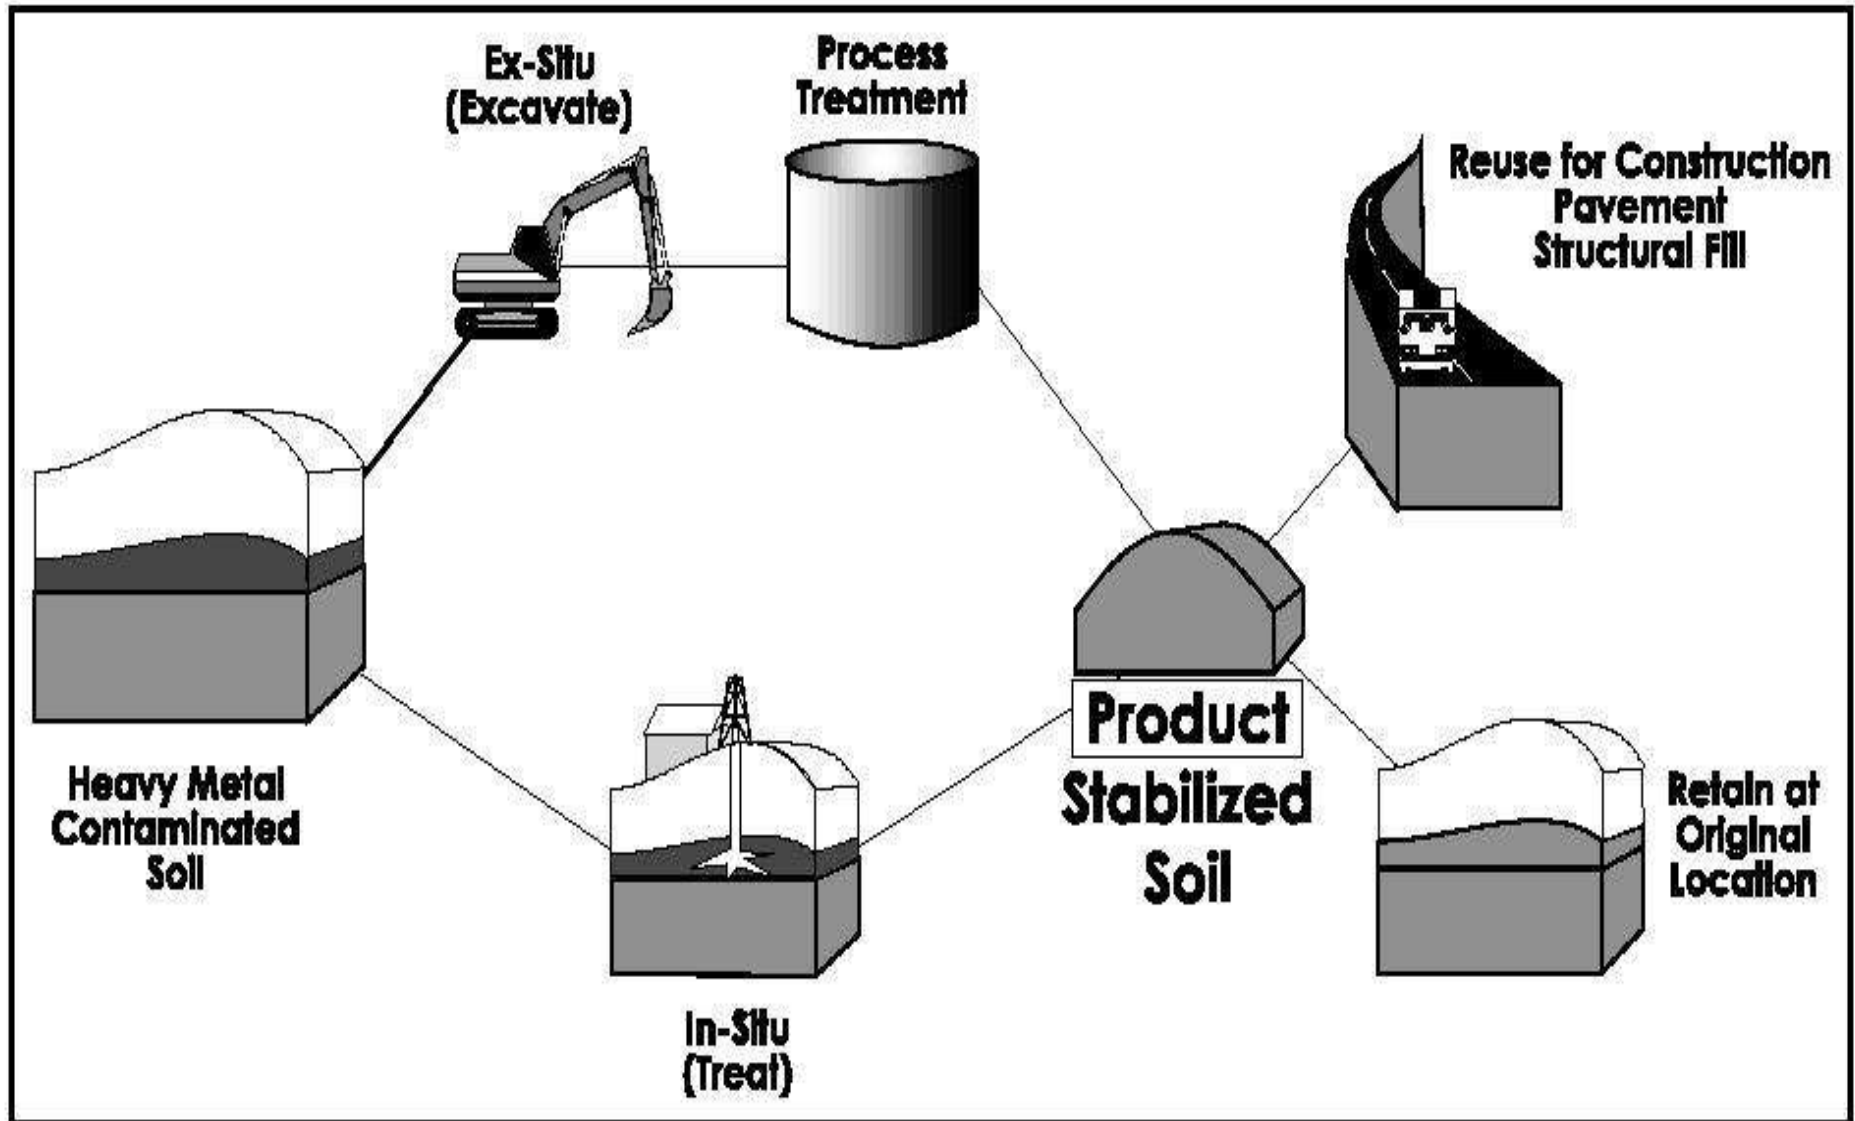 Ex-Situ
(Excavate)
Process
Treatment
Reuse for Construction
Pavement
Structural Fill
Heavy Metal
Contaminated
Soil
Product
Stabilized
Soil
Retain at
Original
Location
In-Situ
(Treat)